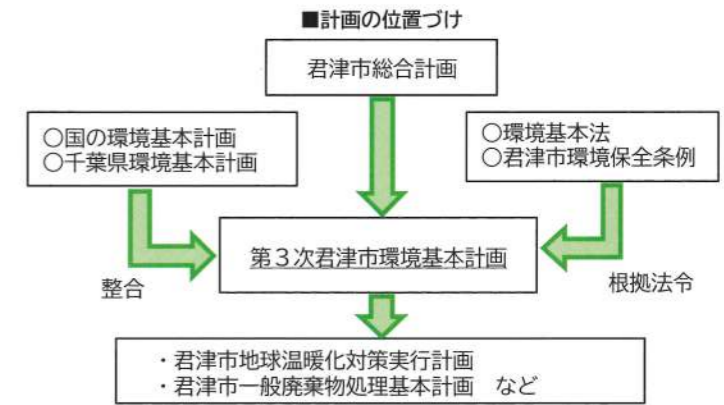 ■計画の位置づけ
君津市総合計画
○国の環境基本計画
○千葉県環境基本計画
○環境基本法
○君津市環境保全条例
第３次君津市環境基本計画
整合
根拠法令
・君津市地球温暖化対策実行計画
・君津市一般廃棄物処理基本計画　など